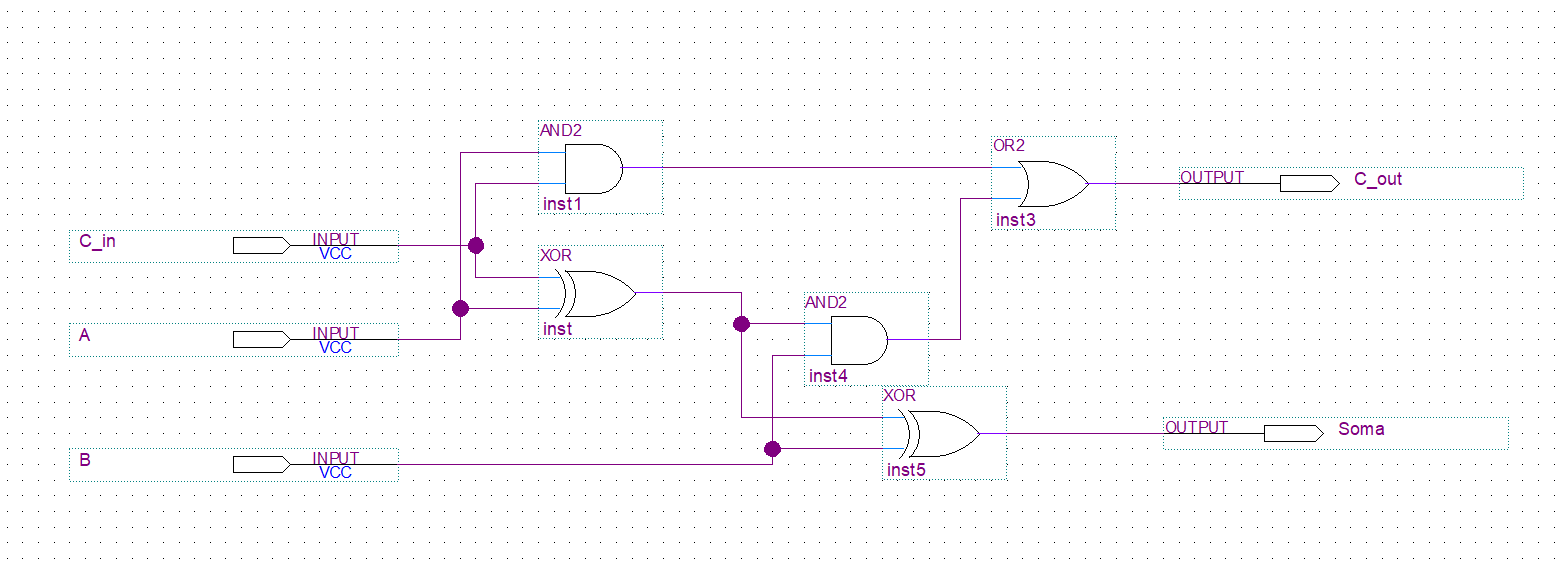 AND2
inst1
OR2
inst3
OUTPUT
C_out
C_in
INPUT
VCC
XOR
inst
A
INPUT
VCC
AND2
inst4
XOR
inst5
OUTPUT
Soma
B
INPUT
VCC